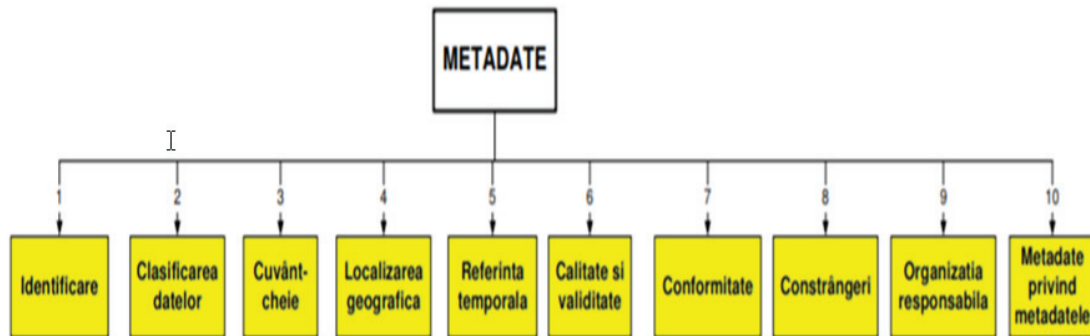 METADATE
1 2 3 4 5 6 7 8 9 10
Identificare
Clasificarea
datelor
Cuvânt-
cheie
Localizarea
geografica
Referinta
temporala
Calitate si
validitate
Conformitate
Constrângeri
Organizatia
responsabila
Metadate
privind
metadatele